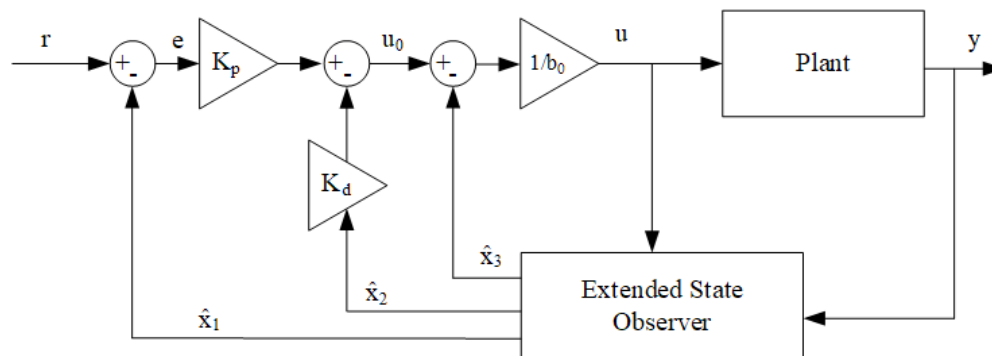 r
e
K_p
u_0
1/b_0
u
Plant
y
+
-
+
-
+
-
K_d
x̂_3
x̂_2
x̂_1
Extended State
Observer